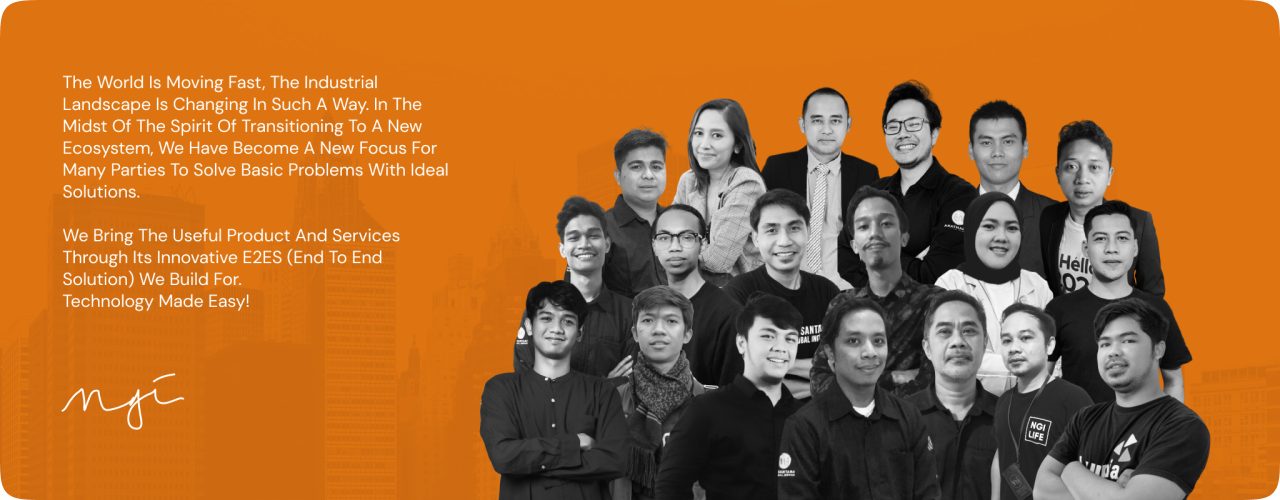 The World Is Moving Fast, The Industrial
Landscape Is Changing In Such A Way. In The
Midst Of The Spirit Of Transitioning To A New
Ecosystem, We Have Become A New Focus For
Many Parties To Solve Basic Problems With Ideal
Solutions.
We Bring The Useful Product And Services
Through Its Innovative E2ES (End To End
Solution) We Build For.
Technology Made Easy!
ngi
Hello
SANTA
NGI
LIFE